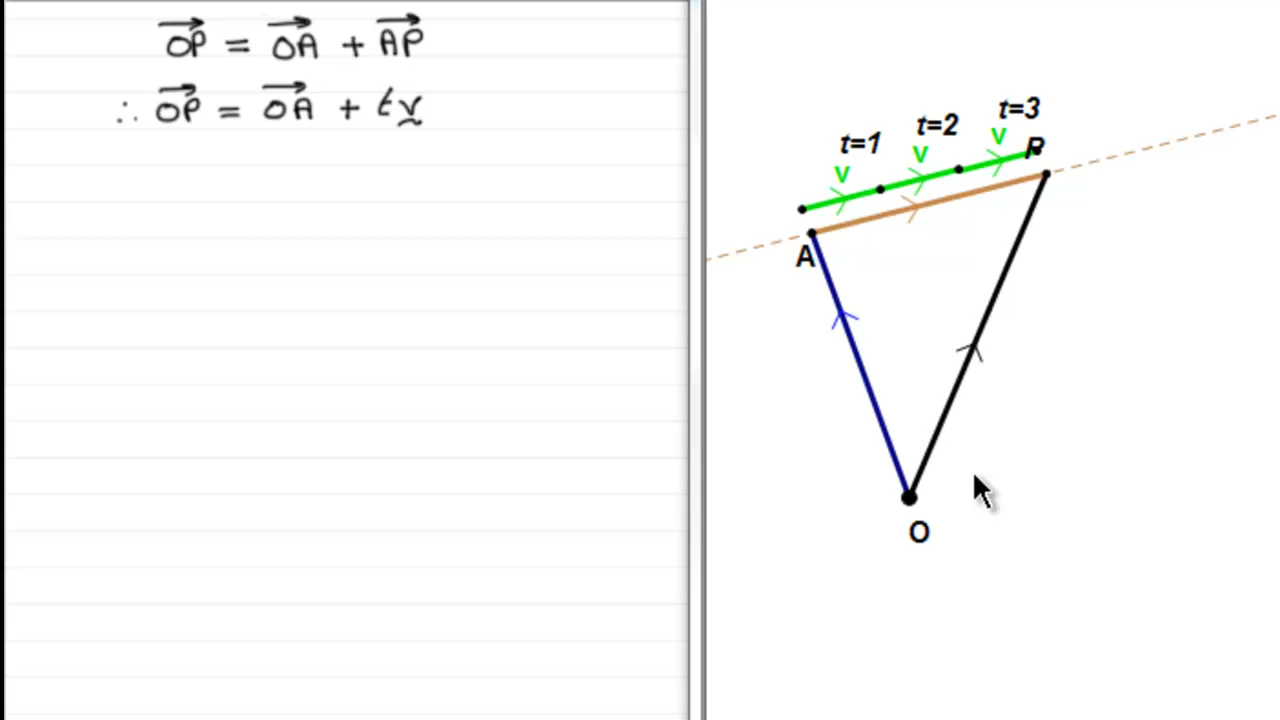 OP = OA + AP
∴ OP = OA + tv
t=1
t=2
t=3
v
v
v
P
A
O